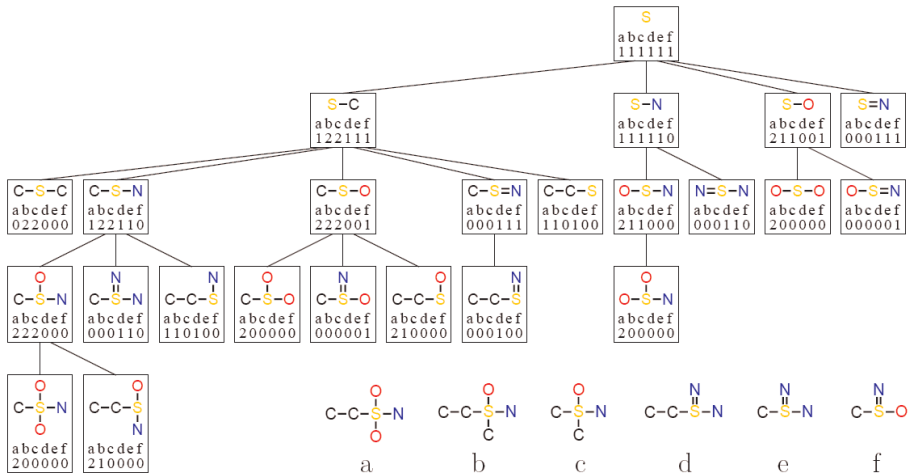 S
abcdef
111111
S-C
abcdef
122111
S-N
abcdef
111110
S-O
abcdef
211001
S=N
abcdef
000111
C-S-C
abcdef
022000
C-S-N
abcdef
122110
C-S-O
abcdef
222001
C-S=N
abcdef
000111
C-C-S
abcdef
110100
O-S-N
abcdef
211000
N=S-N
abcdef
000110
O-S-O
abcdef
200000
O-S=N
abcdef
000001
O
C-S-N
abcdef
222000
N
C-S-N
abcdef
000110
N
C-C-S
abcdef
110100
O
C-S-O
abcdef
200000
N
C-S-O
abcdef
000001
O
C-C-S
abcdef
210000
N
C-C-S
abcdef
000100
O
O-S-N
abcdef
200000
O
C-S-N
O
abcdef
200000
O
C-C-S
N
abcdef
210000
O
C-C-S-N
O
a
O
C-C-S-N
C
b
O
C-S-N
C
c
N
C-C-S-N
d
N
C-S-N
e
N
C-S-O
f